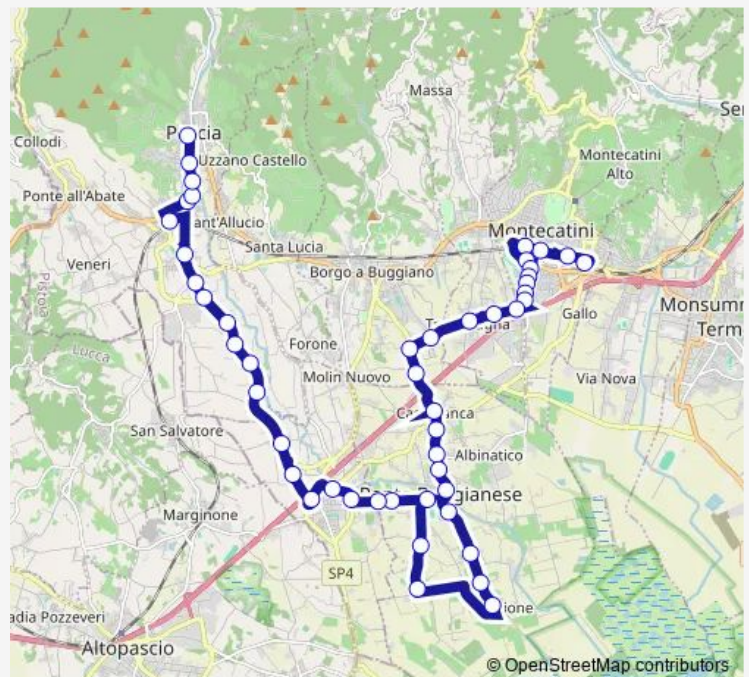 Massa
Collodi
Uzzano Castello
Montecatini
Alto
Ponte all'Abate
Montecatini
Santa Lucia
Veneri
Borgo a Buggiano
Pistoia
Gallo
Lucca
Forone
Molin Nuovo
Via Nova
San Salvatore
Albinatico
Marginone
SP4
Altopascio
© OpenStreetMap contributors